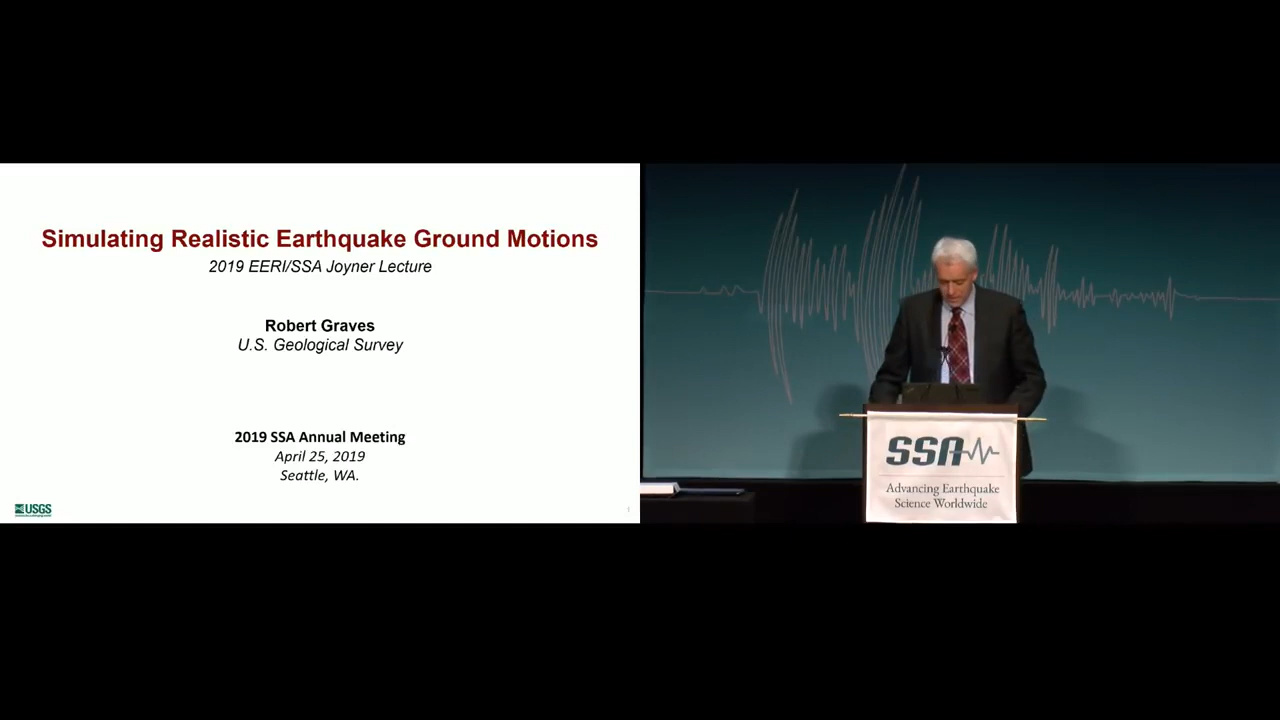 Simulating Realistic Earthquake Ground Motions
2019 EERI/SSA Joyner Lecture
Robert Graves
U.S. Geological Survey
2019 SSA Annual Meeting
April 25, 2019
Seattle, WA.
USGS
1
SSA
Advancing Earthquake
Science Worldwide